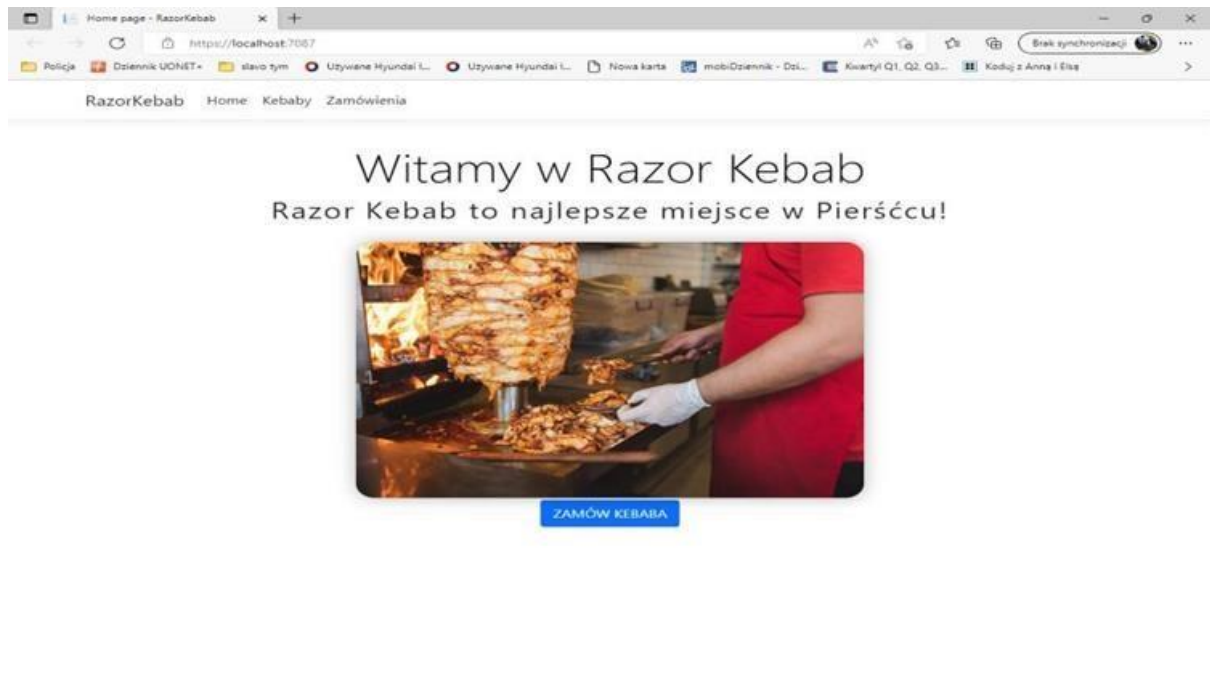 Home page - RazorKebab
https://localhost:7087
Brak synchronizacji
Policja Dziennik UONET+ slavo tym Używane Hyundai i... Używane Hyundai i... Nowa karta mobiDziennik - Dzi... Kwartyl Q1, Q2, Q3... Koduj z Anną i Elsą
RazorKebab Home Kebaby Zamówienia
Witamy w Razor Kebab
Razor Kebab to najlepsze miejsce w Pierśćcu!
ZAMÓW KEBABA